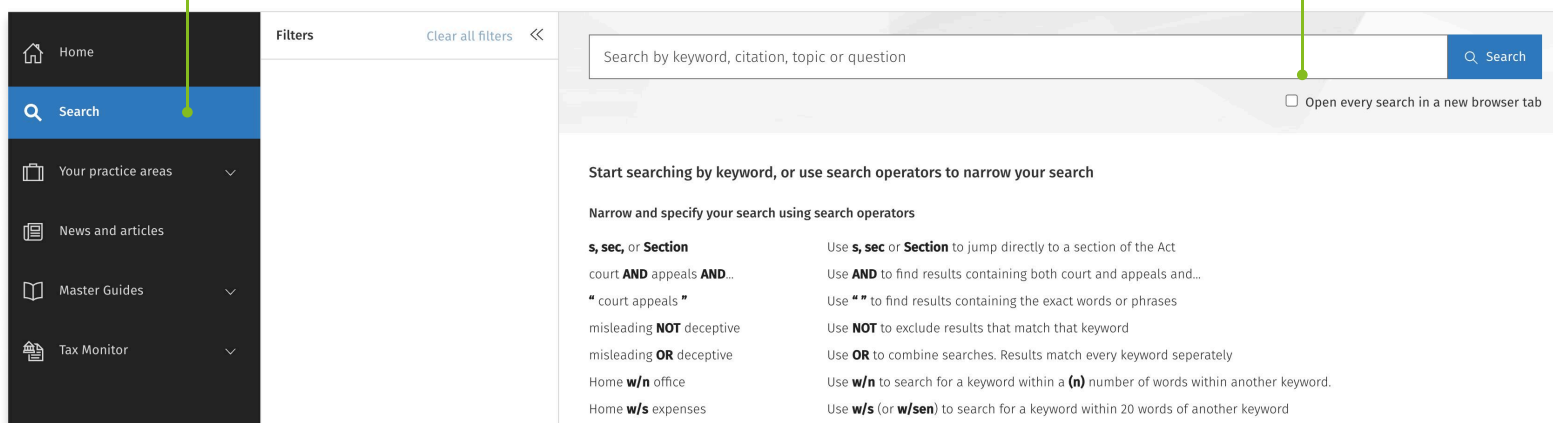 Home
Search
Your practice areas
News and articles
Master Guides
Tax Monitor
Filters Clear all filters
Search by keyword, citation, topic or question Search
Open every search in a new browser tab
Start searching by keyword, or use search operators to narrow your search
Narrow and specify your search using search operators
s, sec, or Section Use s, sec or Section to jump directly to a section of the Act
court AND appeals AND... Use AND to find results containing both court and appeals and...
“ court appeals ” Use “ ” to find results containing the exact words or phrases
misleading NOT deceptive Use NOT to exclude results that match that keyword
misleading OR deceptive Use OR to combine searches. Results match every keyword seperately
Home w/n office Use w/n to search for a keyword within a (n) number of words within another keyword.
Home w/s expenses Use w/s (or w/sen) to search for a keyword within 20 words of another keyword